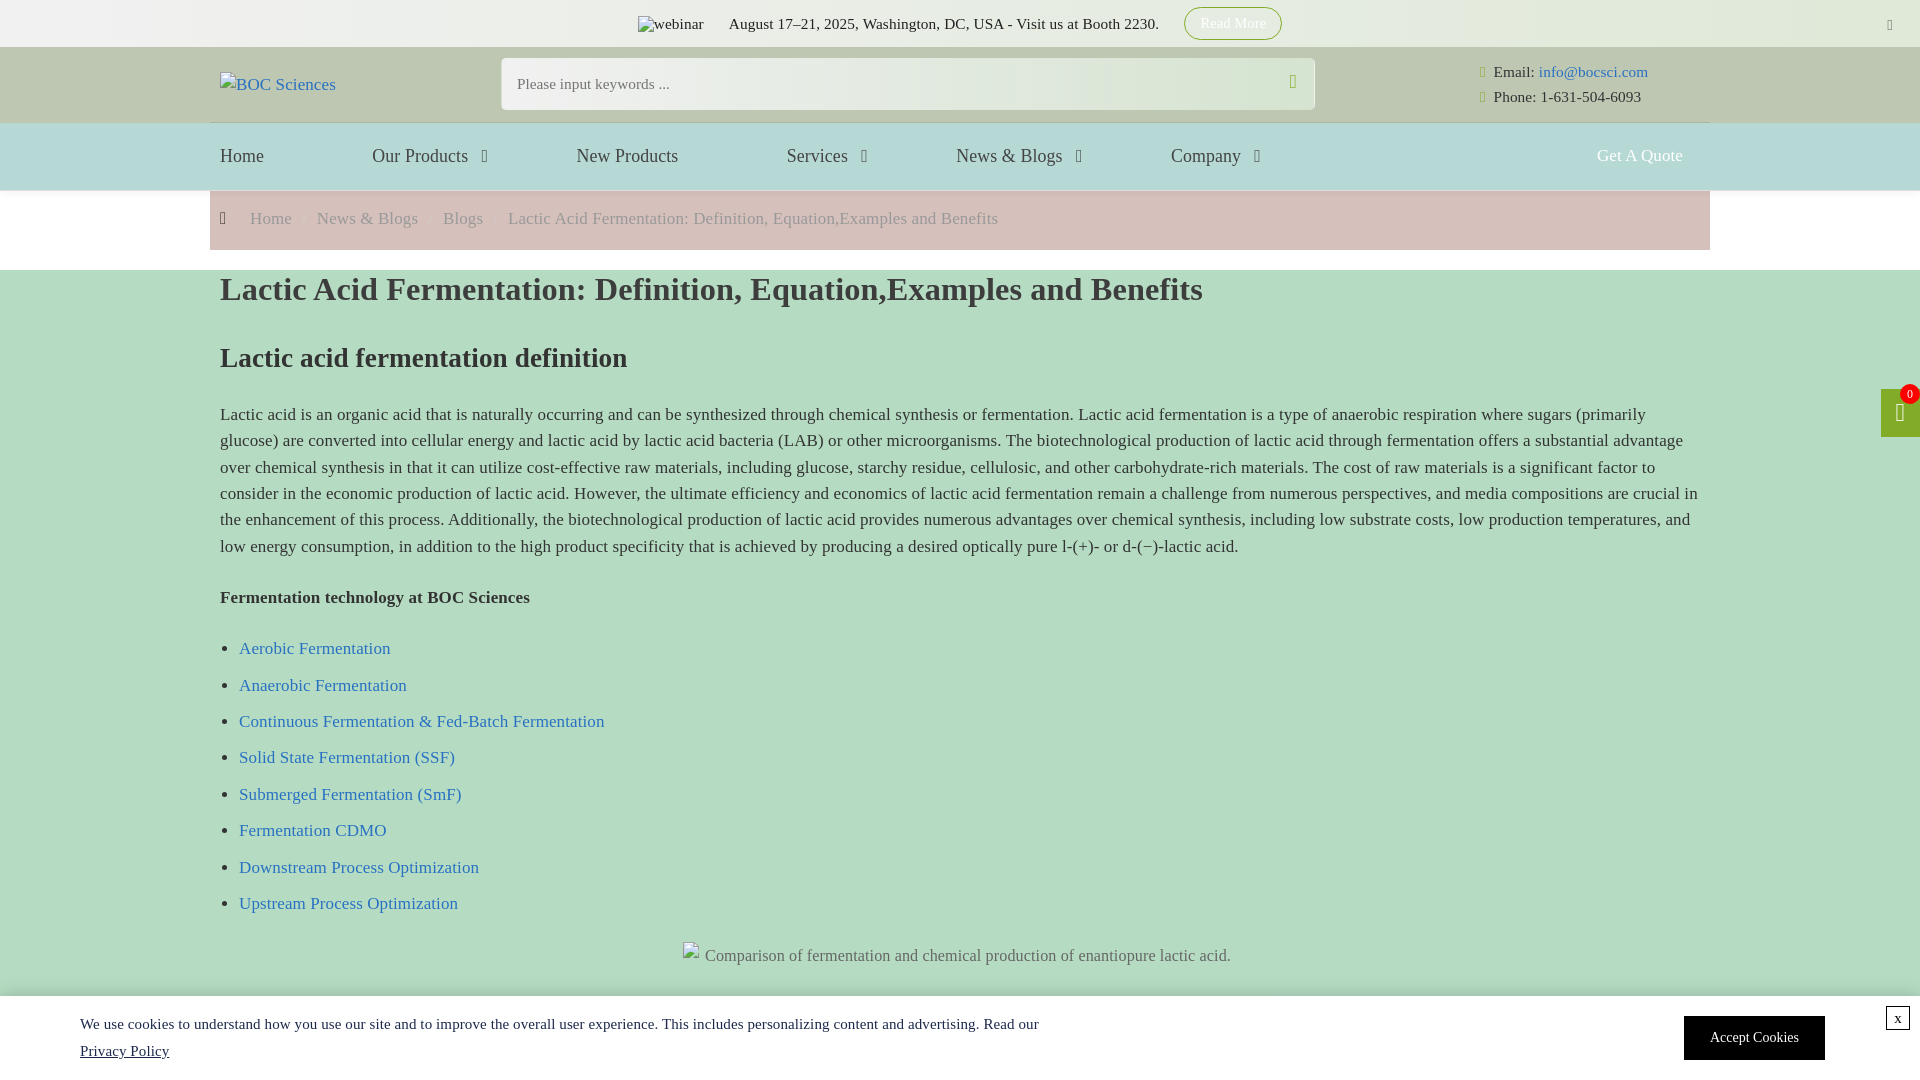 webinar August 17–21, 2025, Washington, DC, USA - Visit us at Booth 2230. Read More
BOC Sciences
Please input keywords ...
Email: info@bocsci.com
Phone: 1-631-504-6093
Home Our Products New Products Services News & Blogs Company Get A Quote
Home News & Blogs Blogs Lactic Acid Fermentation: Definition, Equation,Examples and Benefits
Lactic Acid Fermentation: Definition, Equation,Examples and Benefits
Lactic acid fermentation definition
0
Lactic acid is an organic acid that is naturally occurring and can be synthesized through chemical synthesis or fermentation. Lactic acid fermentation is a type of anaerobic respiration where sugars (primarily
glucose) are converted into cellular energy and lactic acid by lactic acid bacteria (LAB) or other microorganisms. The biotechnological production of lactic acid through fermentation offers a substantial advantage
over chemical synthesis in that it can utilize cost-effective raw materials, including glucose, starchy residue, cellulosic, and other carbohydrate-rich materials. The cost of raw materials is a significant factor to
consider in the economic production of lactic acid. However, the ultimate efficiency and economics of lactic acid fermentation remain a challenge from numerous perspectives, and media compositions are crucial in
the enhancement of this process. Additionally, the biotechnological production of lactic acid provides numerous advantages over chemical synthesis, including low substrate costs, low production temperatures, and
low energy consumption, in addition to the high product specificity that is achieved by producing a desired optically pure l-(+)- or d-(−)-lactic acid.
Fermentation technology at BOC Sciences
Aerobic Fermentation
Anaerobic Fermentation
Continuous Fermentation & Fed-Batch Fermentation
Solid State Fermentation (SSF)
Submerged Fermentation (SmF)
Fermentation CDMO
Downstream Process Optimization
Upstream Process Optimization
Comparison of fermentation and chemical production of enantiopure lactic acid.
We use cookies to understand how you use our site and to improve the overall user experience. This includes personalizing content and advertising. Read our
Privacy Policy
Accept Cookies
x